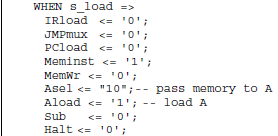 WHEN s_load =>
IRload <= '0';
JMPmux <= '0';
PCload <= '0';
Meminst <= '1';
MemWr <= '0';
Asel <= "10";-- pass memory to A
Aload <= '1'; -- load A
Sub <= '0';
Halt <= '0';